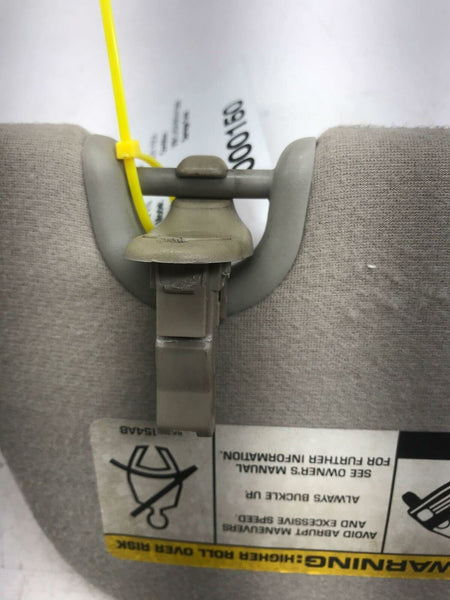 000160
WARNING: HIGHER ROLL OVER RISK
AVOID ABRUPT MANEUVERS
AND EXCESSIVE SPEED.
ALWAYS BUCKLE UP.
SEE OWNER'S MANUAL
FOR FURTHER INFORMATION.
154AB